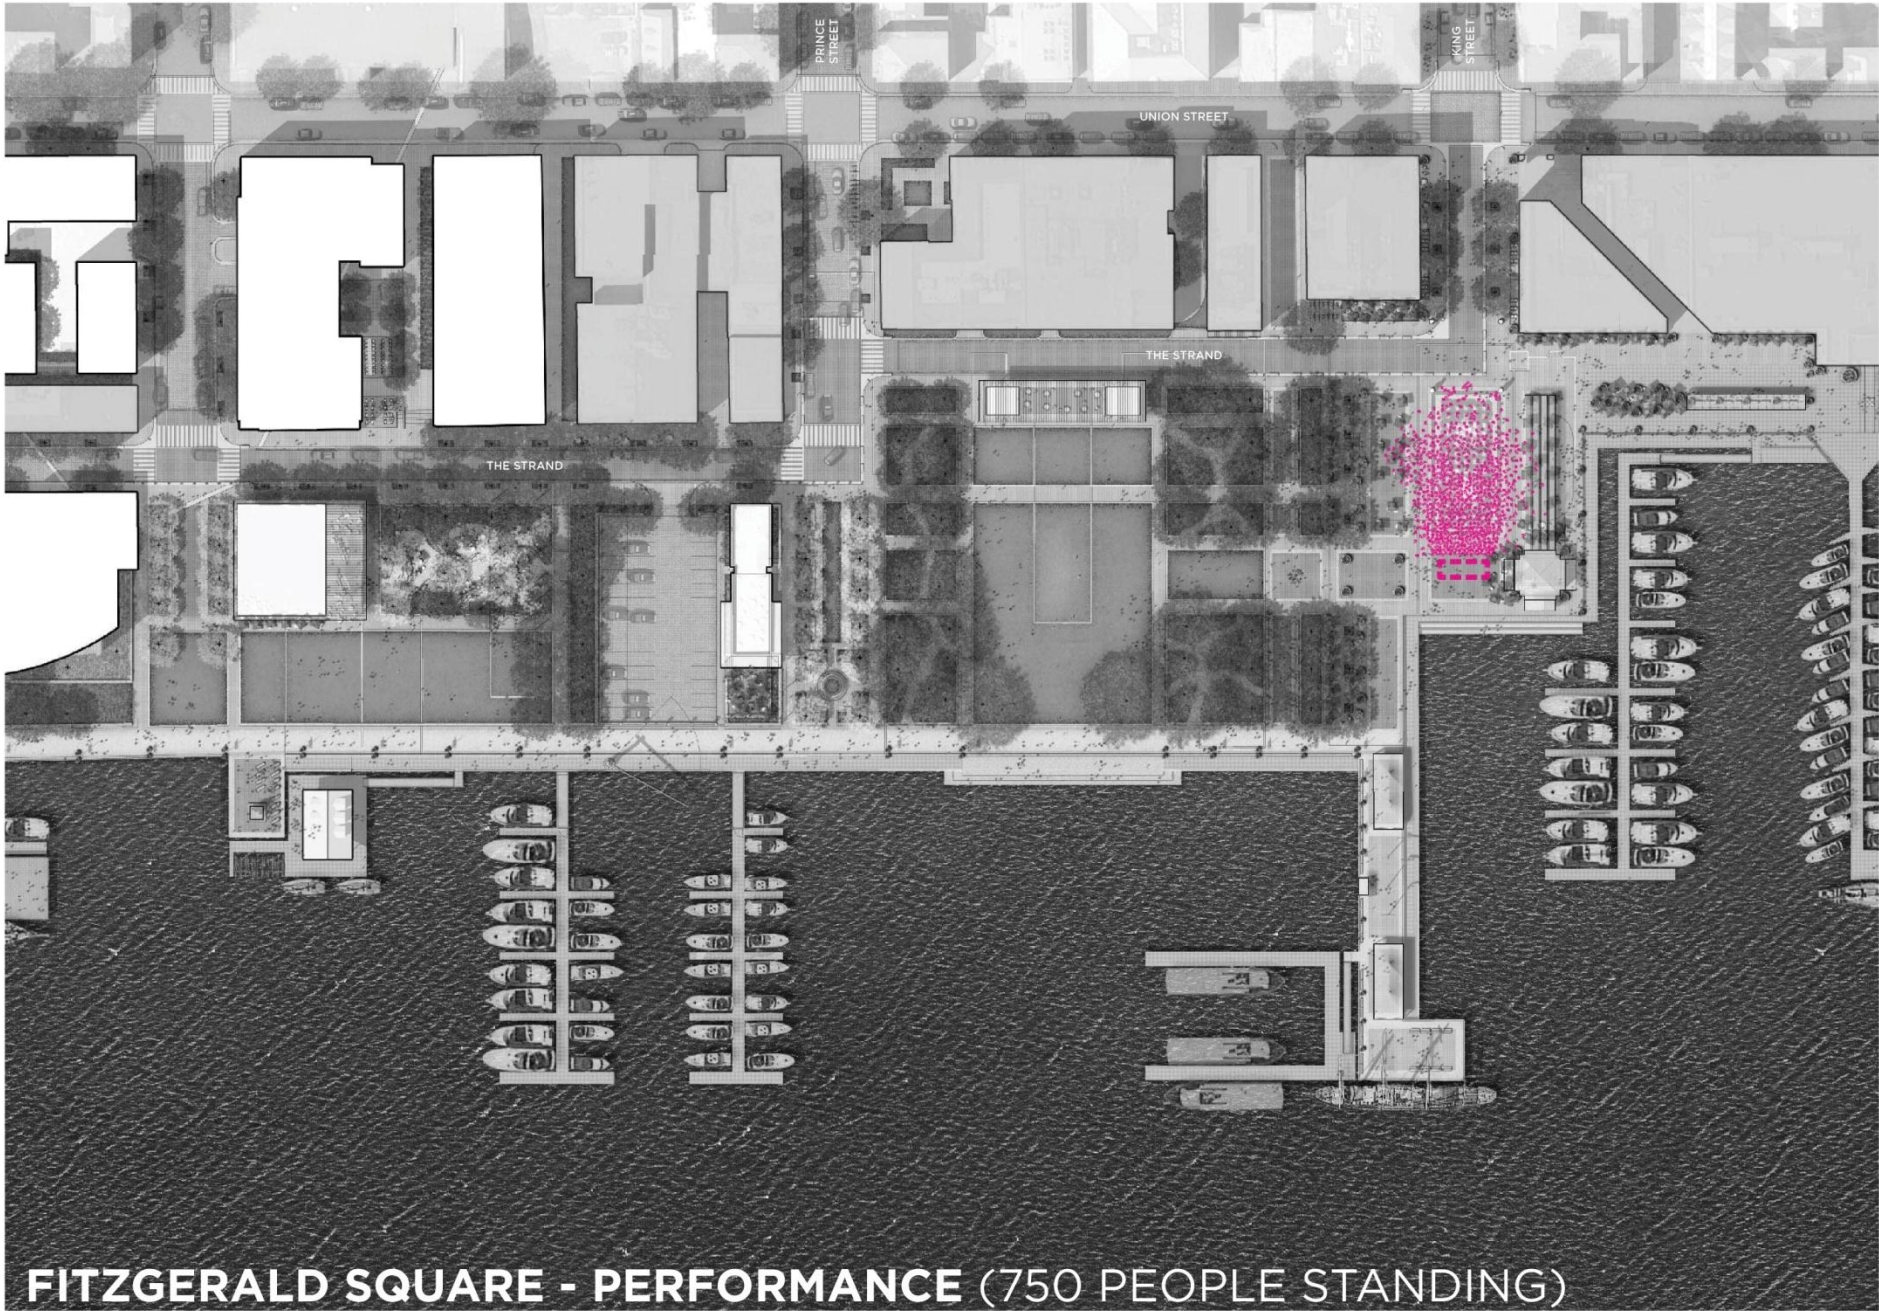 PRINCE
STREET
KING
STREET
UNION STREET
THE STRAND
THE STRAND
FITZGERALD SQUARE - PERFORMANCE (750 PEOPLE STANDING)